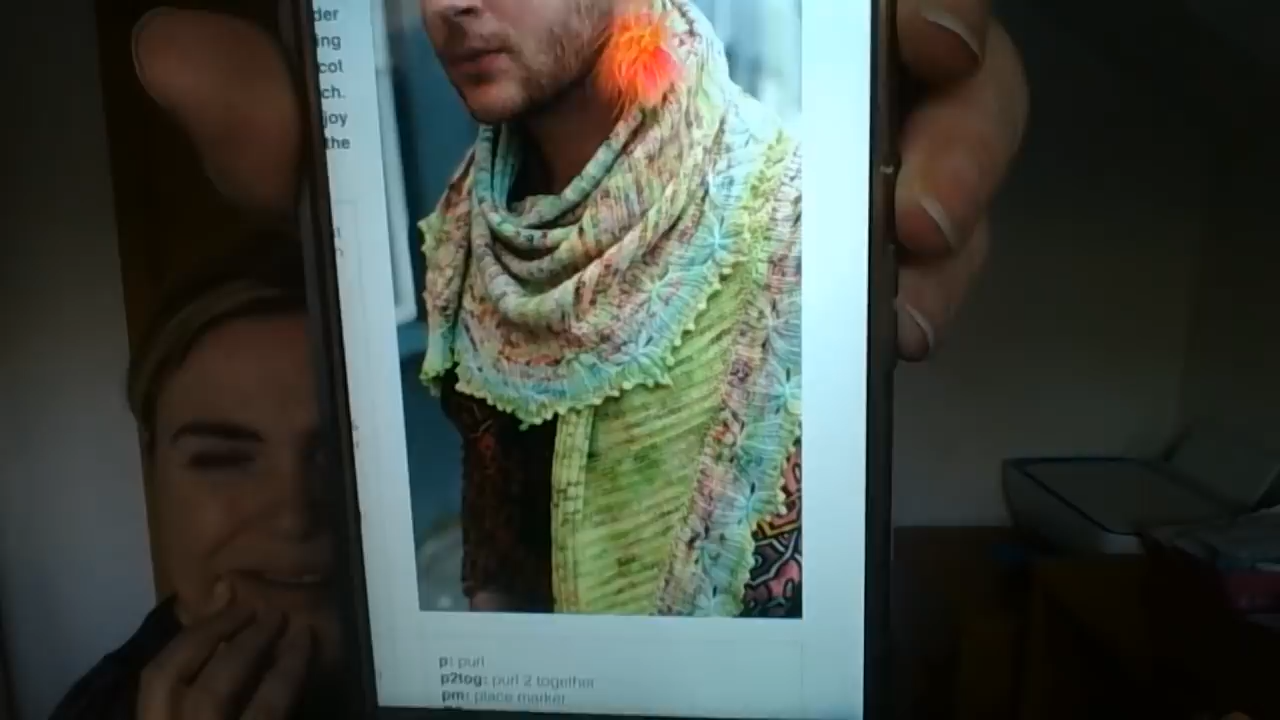 der
ing
cot
ch.
joy
the
p: purl
p2tog: purl 2 together
pm: place marker